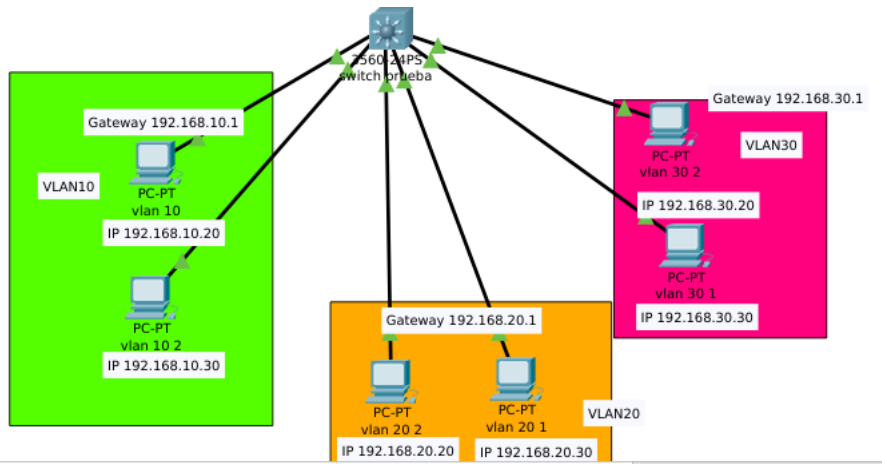 3560-24PS
switch prueba
Gateway 192.168.10.1
VLAN10
PC-PT
vlan 10
IP 192.168.10.20
PC-PT
vlan 10 2
IP 192.168.10.30
Gateway 192.168.20.1
PC-PT
vlan 20 2
IP 192.168.20.20
PC-PT
vlan 20 1
IP 192.168.20.30
VLAN20
Gateway 192.168.30.1
VLAN30
PC-PT
vlan 30 2
IP 192.168.30.20
PC-PT
vlan 30 1
IP 192.168.30.30